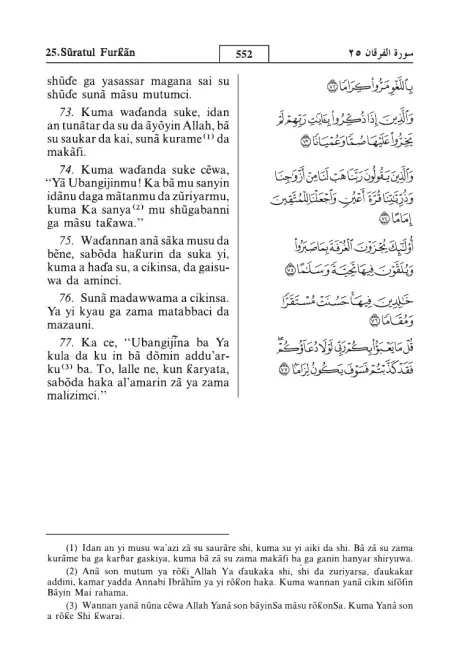 25.Sūratul Furƙān
552
سورة الفرقان ٢٥
shūɗe ga yasassar magana sai su
shūɗe sunā māsu mutumci.
73. Kuma waɗanda suke, idan
an tunātar da su da āyōyin Allah, bā
su saukar da kai, sunā kurame⁽¹⁾ da
makāfi.
74. Kuma waɗanda suke cēwa,
“Yā Ubangijinmu! Ka bā mu sanyin
idānu daga mātanmu da zūriyarmu,
kuma Ka sanya⁽²⁾ mu shūgabanni
ga māsu taƙawa.”
75. Waɗannan anā sāka musu da
bēne, sabōda haƙurin da suka yi,
kuma a haɗa su, a cikinsa, da gaisu-
wa da aminci.
76. Sunā madawwama a cikinsa.
Ya yi kyau ga zama matabbaci da
mazauni.
77. Ka ce, “Ubangijīna ba Ya
kula da ku in bā dōmin addu’ar-
ku⁽³⁾ ba. To, lalle ne, kun ƙaryata,
sabōda haka al’amarin zā ya zama
malizimci.”
بِاللَّغْوِ مَرُّوا۟ كِرَامًا ﴿٧٢﴾
وَالَّذِينَ إِذَا ذُكِّرُوا۟ بِـَٔايَٰتِ رَبِّهِمْ لَمْ
يَخِرُّوا۟ عَلَيْهَا صُمًّا وَعُمْيَانًا ﴿٧٣﴾
وَالَّذِينَ يَقُولُونَ رَبَّنَا هَبْ لَنَا مِنْ أَزْوَٰجِنَا
وَذُرِّيَّٰتِنَا قُرَّةَ أَعْيُنٍ وَاجْعَلْنَا لِلْمُتَّقِينَ
إِمَامًا ﴿٧٤﴾
أُو۟لَٰٓئِكَ يُجْزَوْنَ الْغُرْفَةَ بِمَا صَبَرُوا۟
وَيُلَقَّوْنَ فِيهَا تَحِيَّةً وَسَلَٰمًا ﴿٧٥﴾
خَٰلِدِينَ فِيهَا ۚ حَسُنَتْ مُسْتَقَرًّا
وَمُقَامًا ﴿٧٦﴾
قُلْ مَا يَعْبَؤُا۟ بِكُمْ رَبِّى لَوْلَا دُعَآؤُكُمْ ۖ
فَقَدْ كَذَّبْتُمْ فَسَوْفَ يَكُونُ لِزَامًا ﴿٧٧﴾
(1) Idan an yi musu wa’azi zā su saurāre shi, kuma su yi aiki da shi. Bā zā su zama
kurāme ba ga karɓar gaskiya, kuma bā zā su zama makāfi ba ga ganin hanyar shiryuwa.
(2) Anā son mutum ya rōƙi Allah Ya ɗaukaka shi, shi da zuriyarsa, ɗaukakar
addini, kamar yadda Annabi Ibrāhīm ya yi rōƙon haka. Kuma wannan yanā cikin sifōfin
Bāyin Mai rahama.
(3) Wannan yanā nūna cēwa Allah Yanā son bāyinSa māsu rōƙonSa. Kuma Yanā son
a rōƙe Shi ƙwarai.